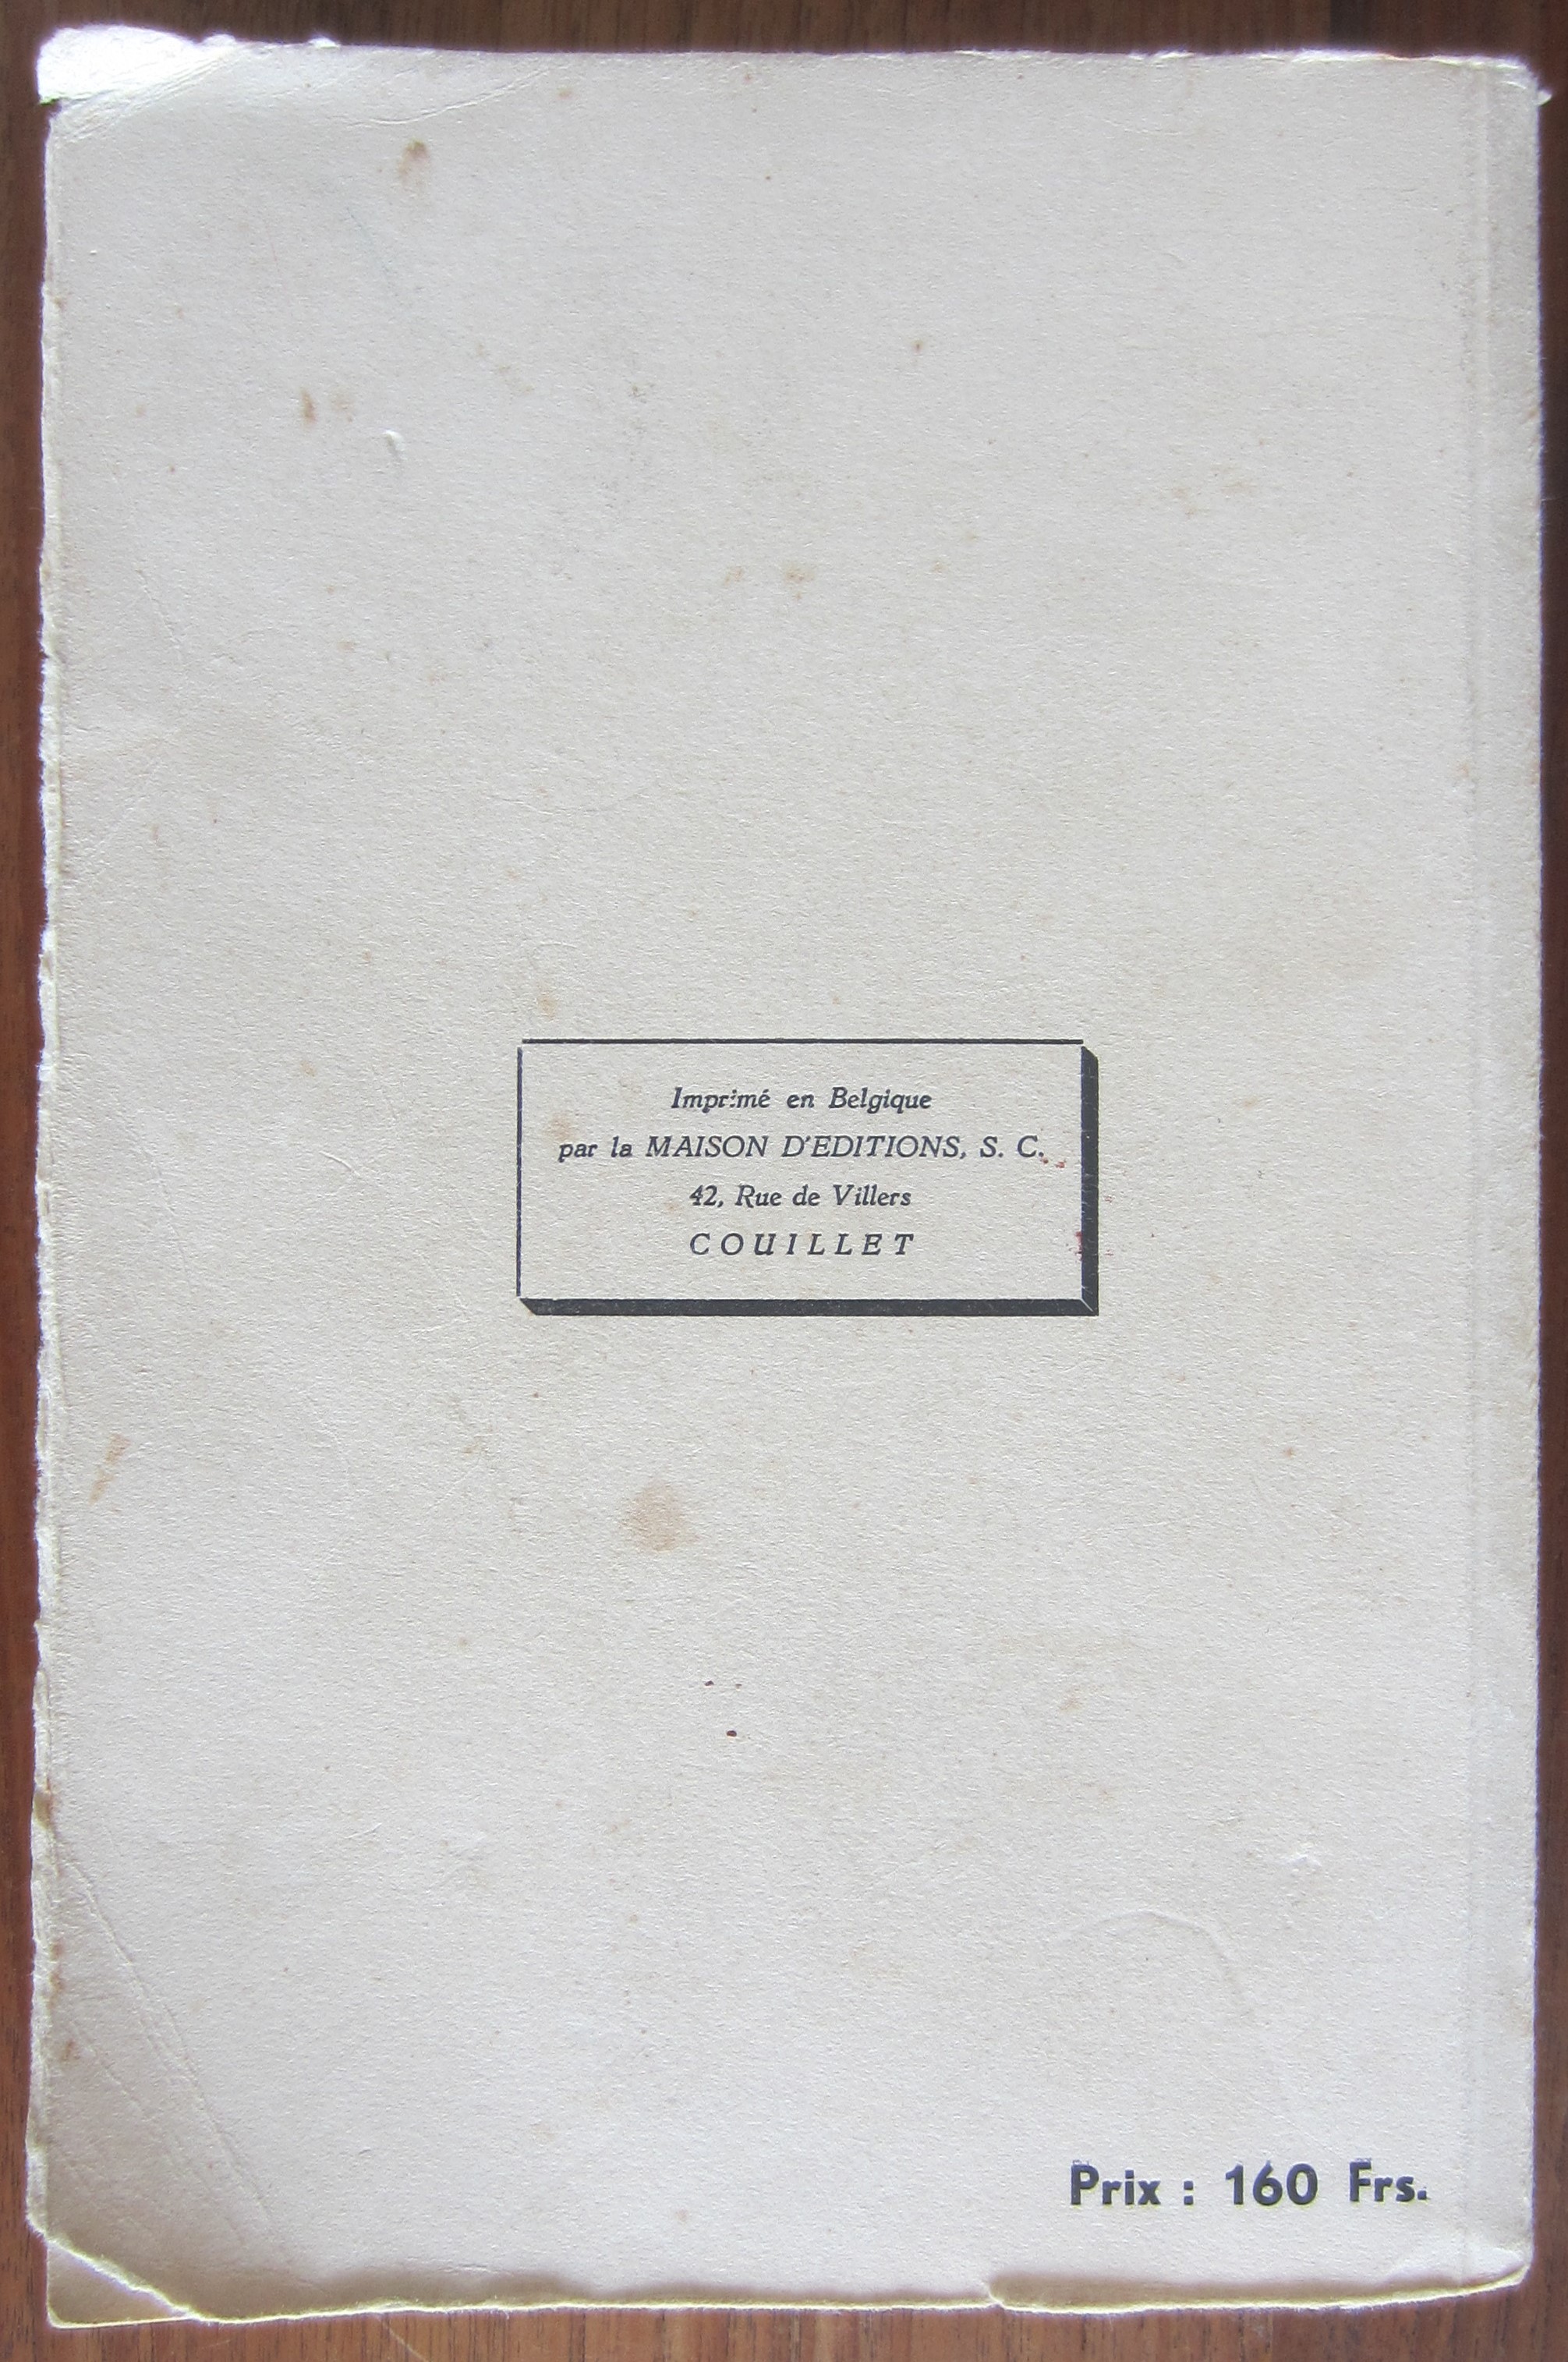 Imprimé en Belgique
par la MAISON D'EDITIONS, S. C.
42, Rue de Villers
COUILLET
Prix : 160 Frs.